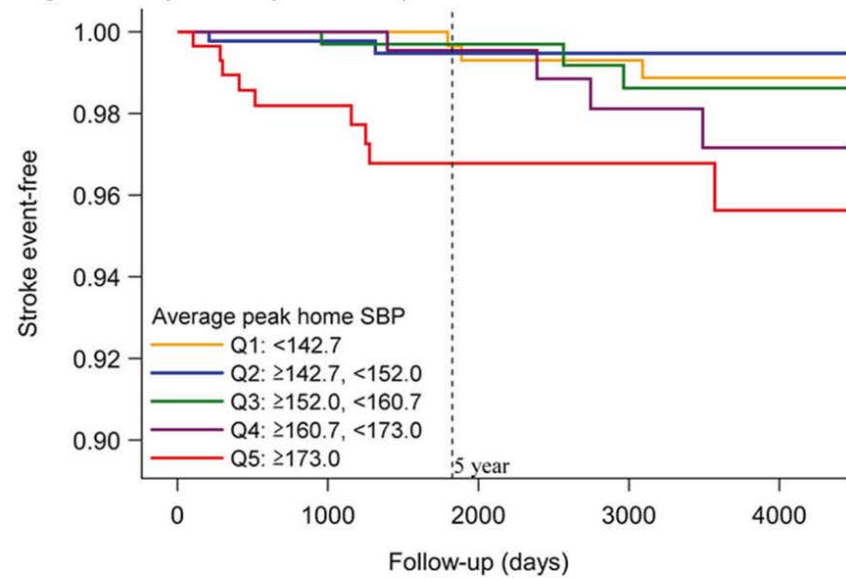 1.00
0.98
0.96
0.94
0.92
0.90
Stroke event-free
Average peak home SBP
Q1: <142.7
Q2: ≥142.7, <152.0
Q3: ≥152.0, <160.7
Q4: ≥160.7, <173.0
Q5: ≥173.0
5 year
0 1000 2000 3000 4000
Follow-up (days)